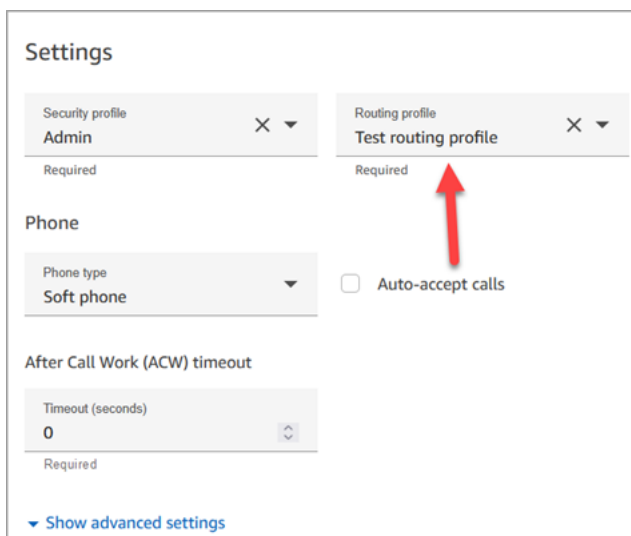 Settings
Security profile
Admin
Required
Routing profile
Test routing profile
Required
Phone
Phone type
Soft phone
Auto-accept calls
After Call Work (ACW) timeout
Timeout (seconds)
0
Required
Show advanced settings